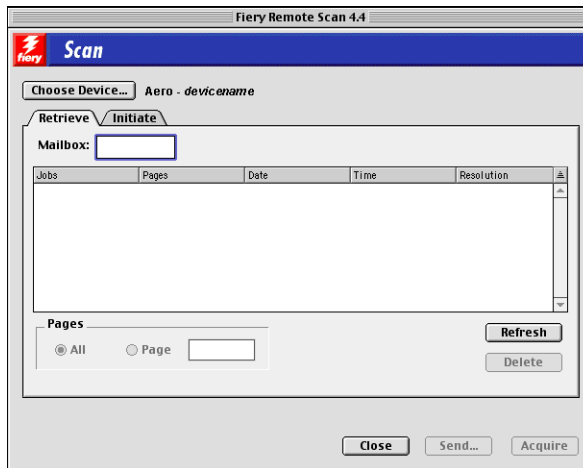 Fiery Remote Scan 4.4
fiery Scan
Choose Device... Aero - devicename
Retrieve Initiate
Mailbox:
Jobs Pages Date Time Resolution
Pages
All Page
Refresh
Delete
Close Send... Acquire